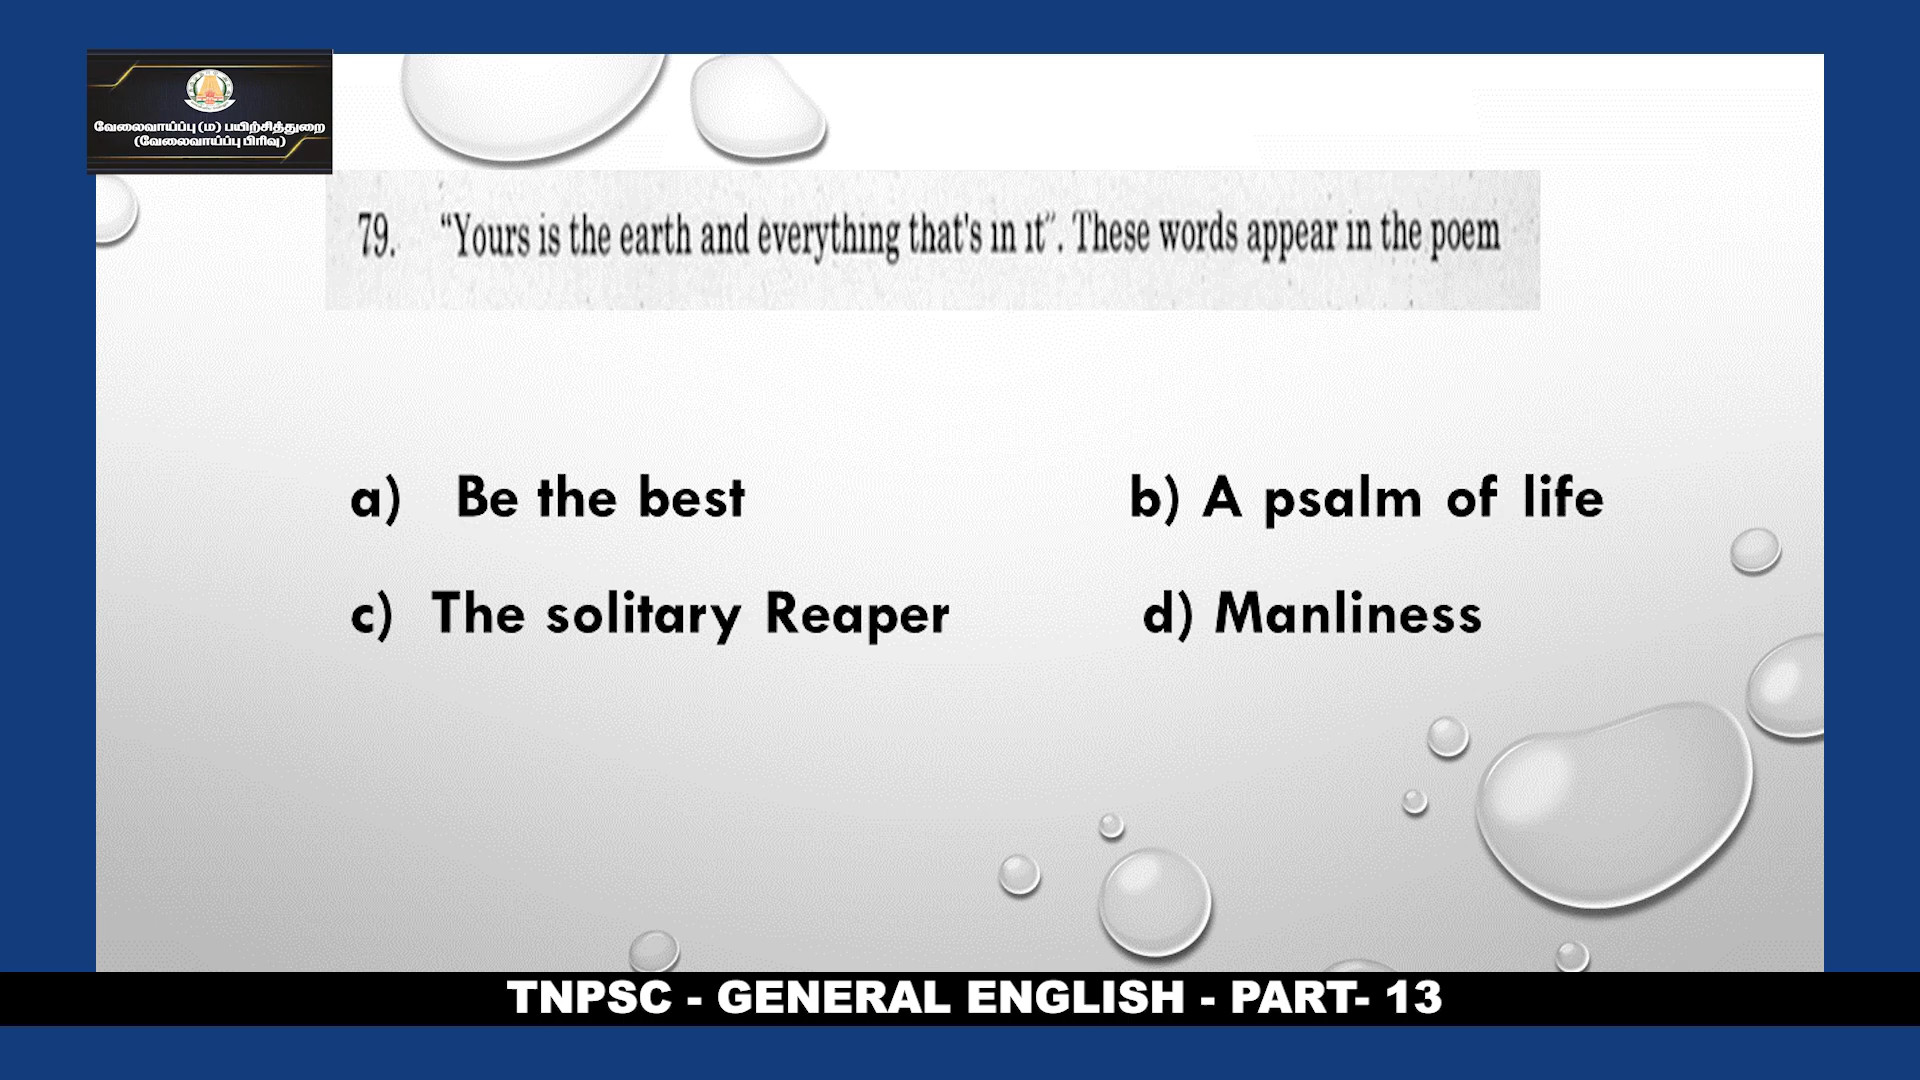 வேலைவாய்ப்பு (ம) பயிற்சித்துறை
(வேலைவாய்ப்பு பிரிவு)
79. “Yours is the earth and everything that's in it”. These words appear in the poem
a) Be the best
b) A psalm of life
c) The solitary Reaper
d) Manliness
TNPSC - GENERAL ENGLISH - PART- 13